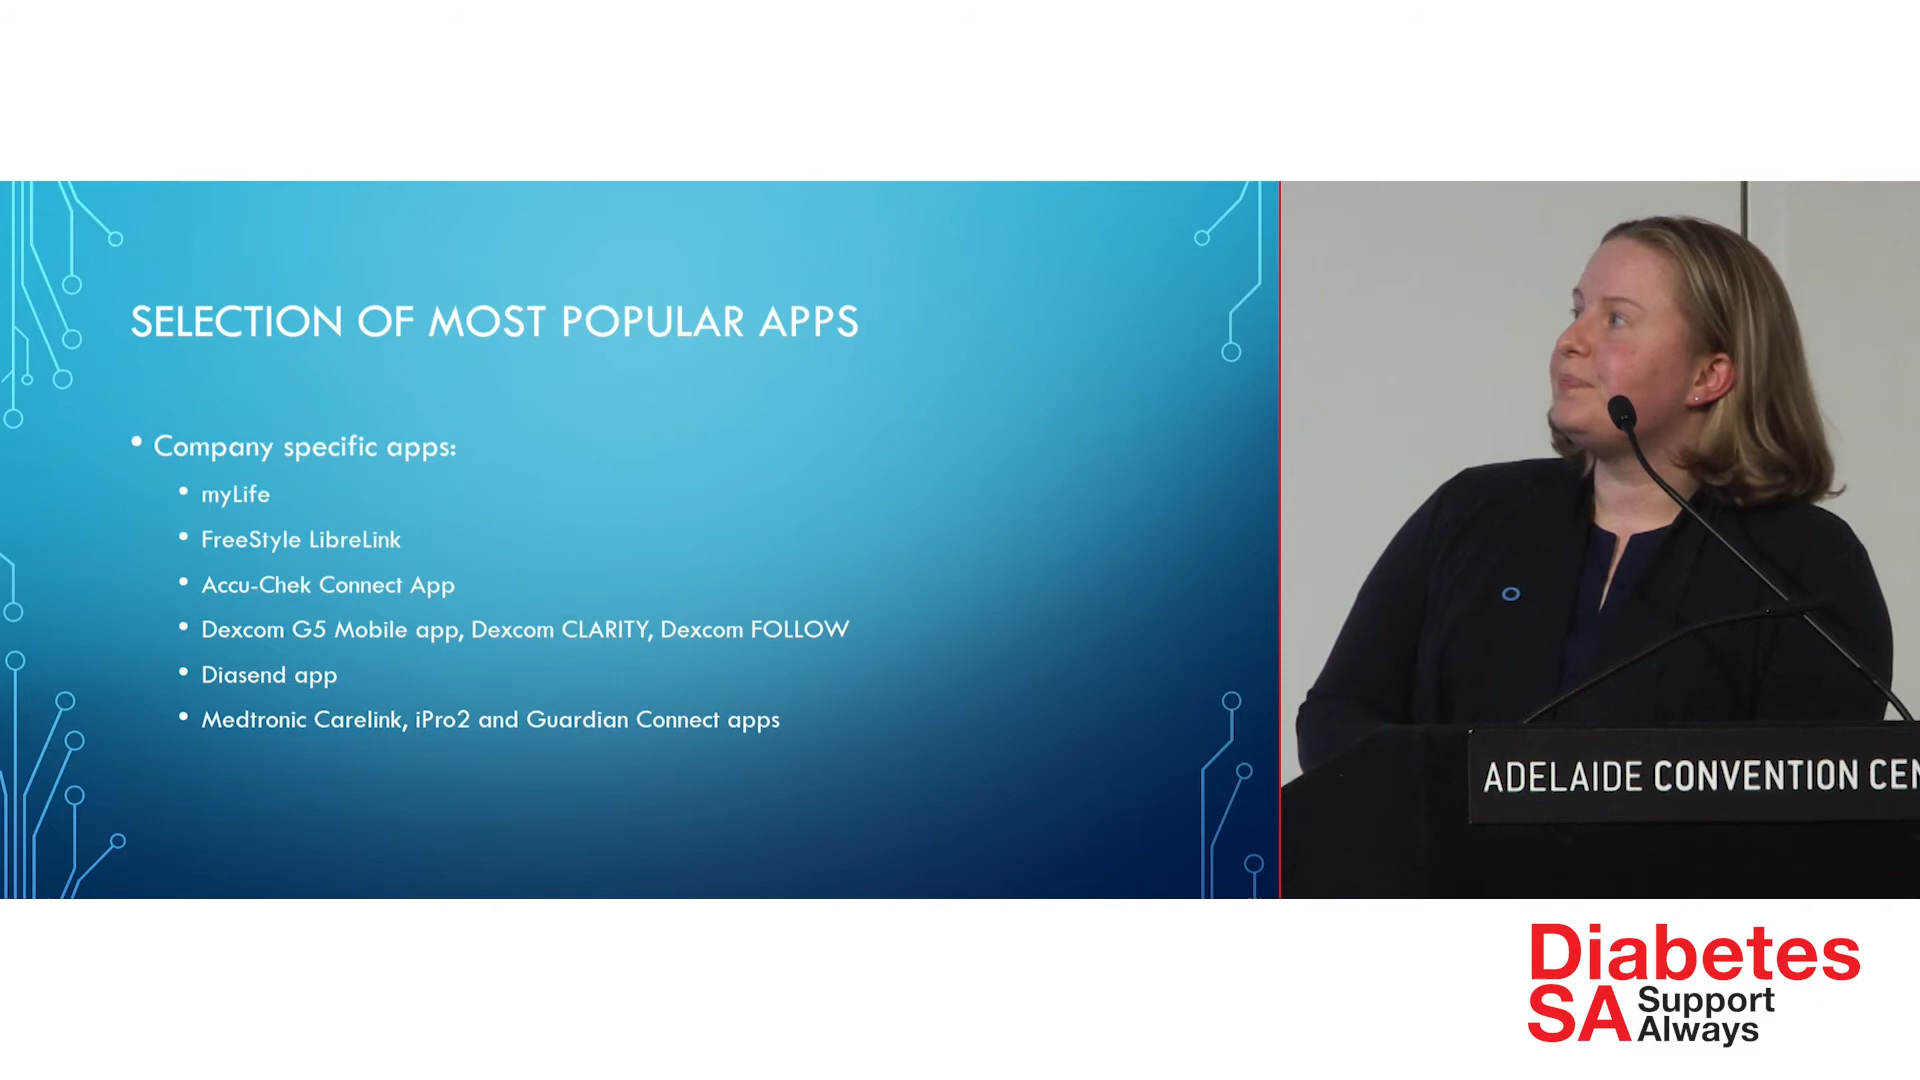 SELECTION OF MOST POPULAR APPS
• Company specific apps:
• myLife
• FreeStyle LibreLink
• Accu-Chek Connect App
• Dexcom G5 Mobile app, Dexcom CLARITY, Dexcom FOLLOW
• Diasend app
• Medtronic Carelink, iPro2 and Guardian Connect apps
ADELAIDE CONVENTION CEN
Diabetes
SA Support
Always